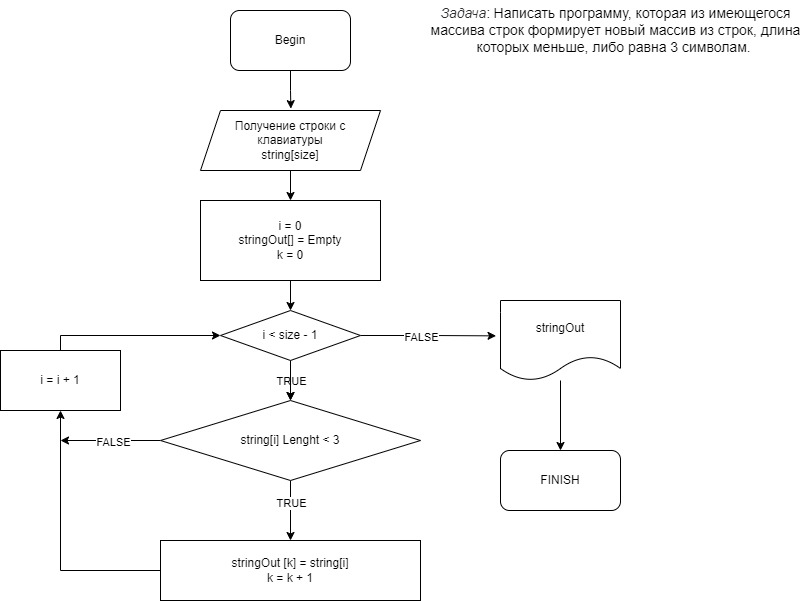 Задача: Написать программу, которая из имеющегося
массива строк формирует новый массив из строк, длина
которых меньше, либо равна 3 символам.
Begin
Получение строки с
клавиатуры
string[size]
i = 0
stringOut[] = Empty
k = 0
i < size - 1
FALSE
stringOut
i = i + 1
TRUE
string[i] Lenght < 3
FALSE
FINISH
TRUE
stringOut [k] = string[i]
k = k + 1